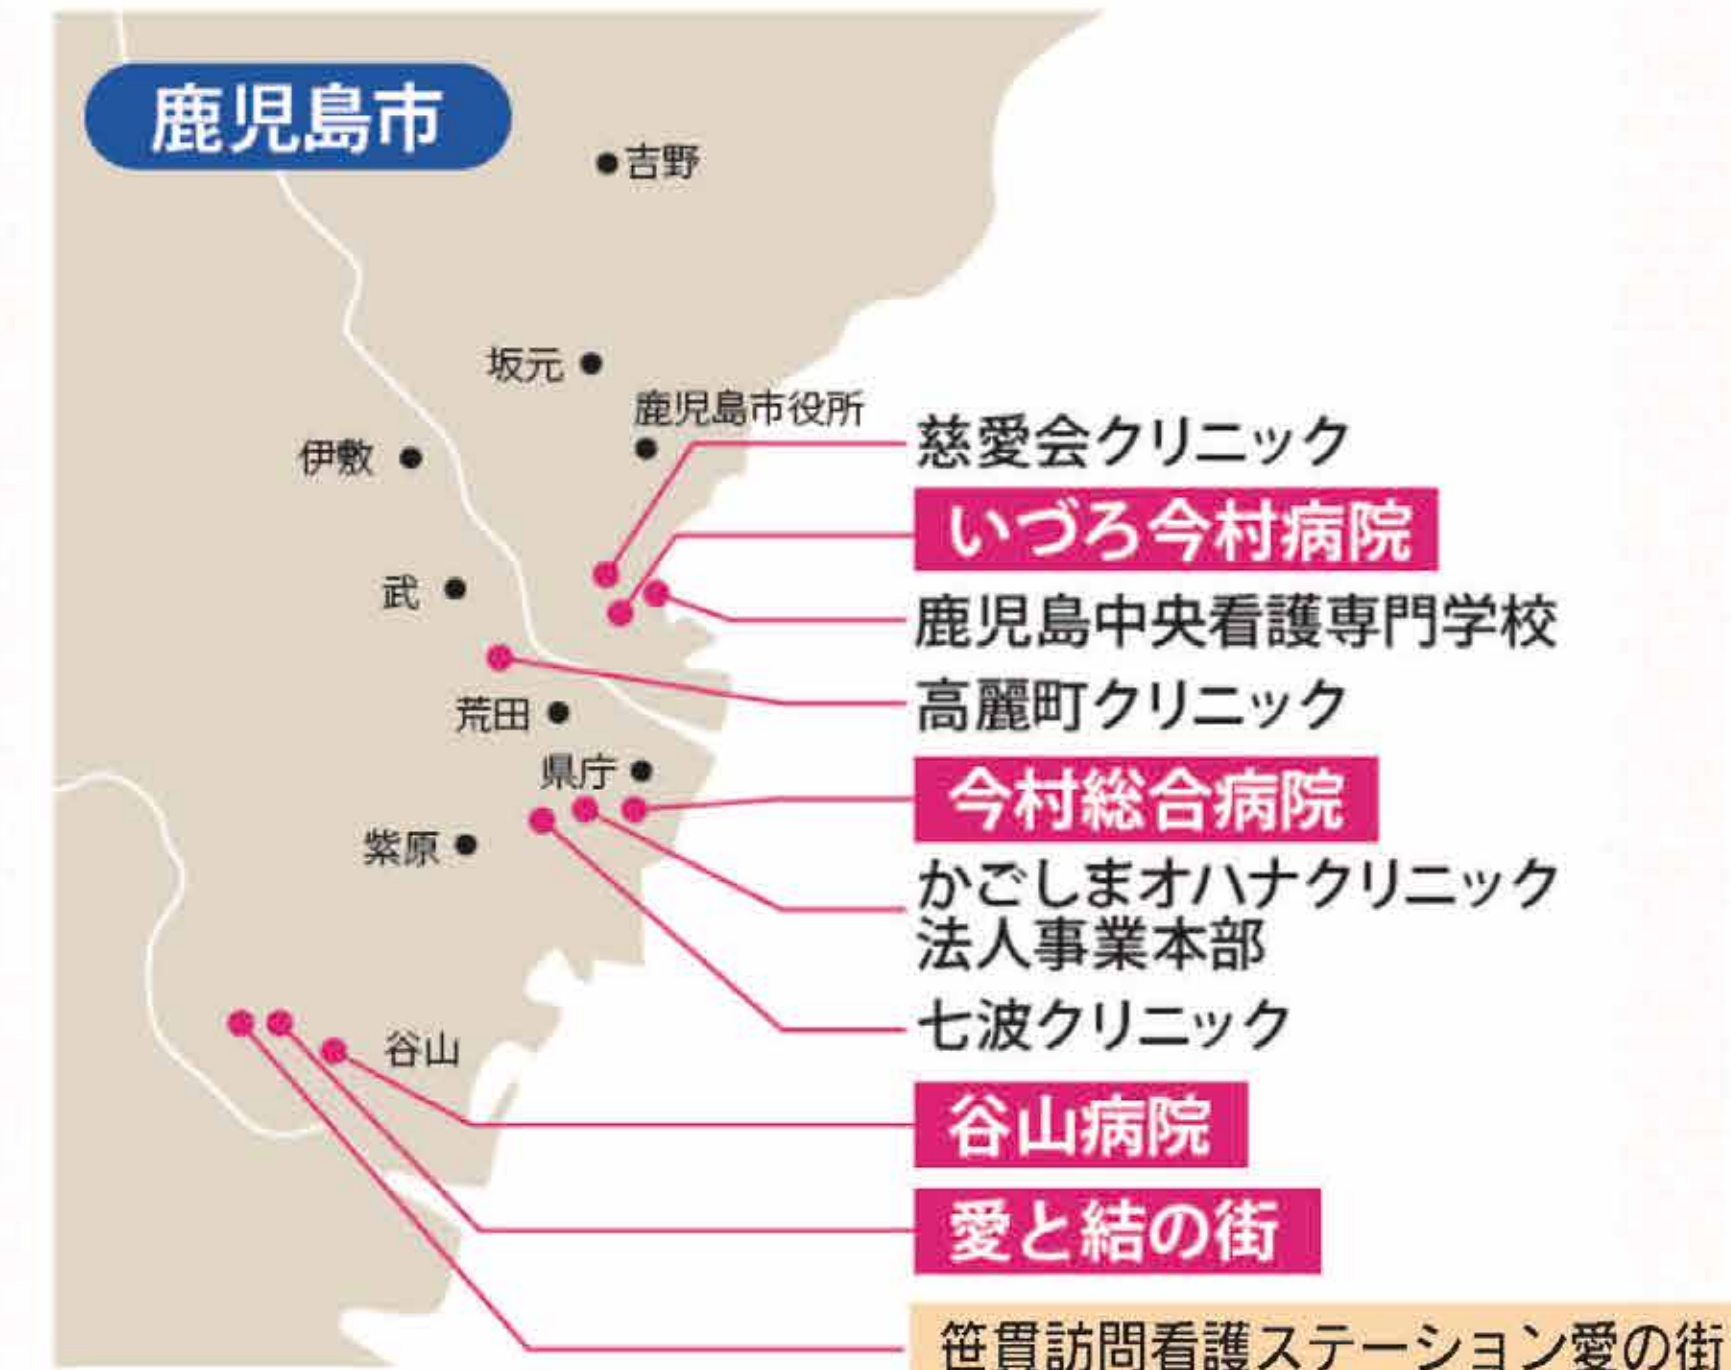 鹿児島市
吉野
坂元
鹿児島市役所
伊敷
慈愛会クリニック
いづろ今村病院
武
鹿児島中央看護専門学校
高麗町クリニック
荒田
県庁
今村総合病院
紫原
かごしまオハナクリニック
法人事業本部
七波クリニック
谷山
谷山病院
愛と結の街
笹貫訪問看護ステーション愛の街